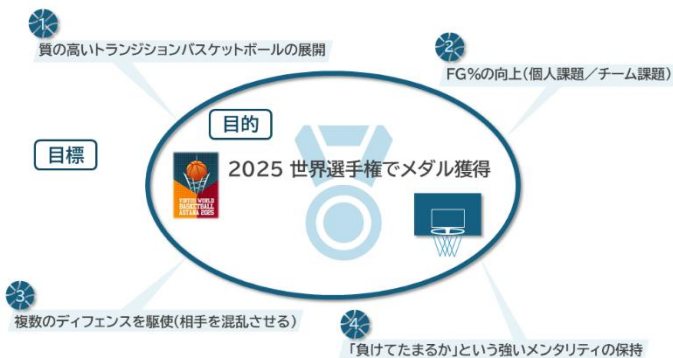 1
質の高いトランジションバスケットボールの展開
2
FG%の向上(個人課題／チーム課題)
目的
目標
2025 世界選手権でメダル獲得
VIRTUS WORLD
BASKETBALL
ASTANA 2025
3
複数のディフェンスを駆使(相手を混乱させる)
4
「負けてたまるか」という強いメンタリティの保持